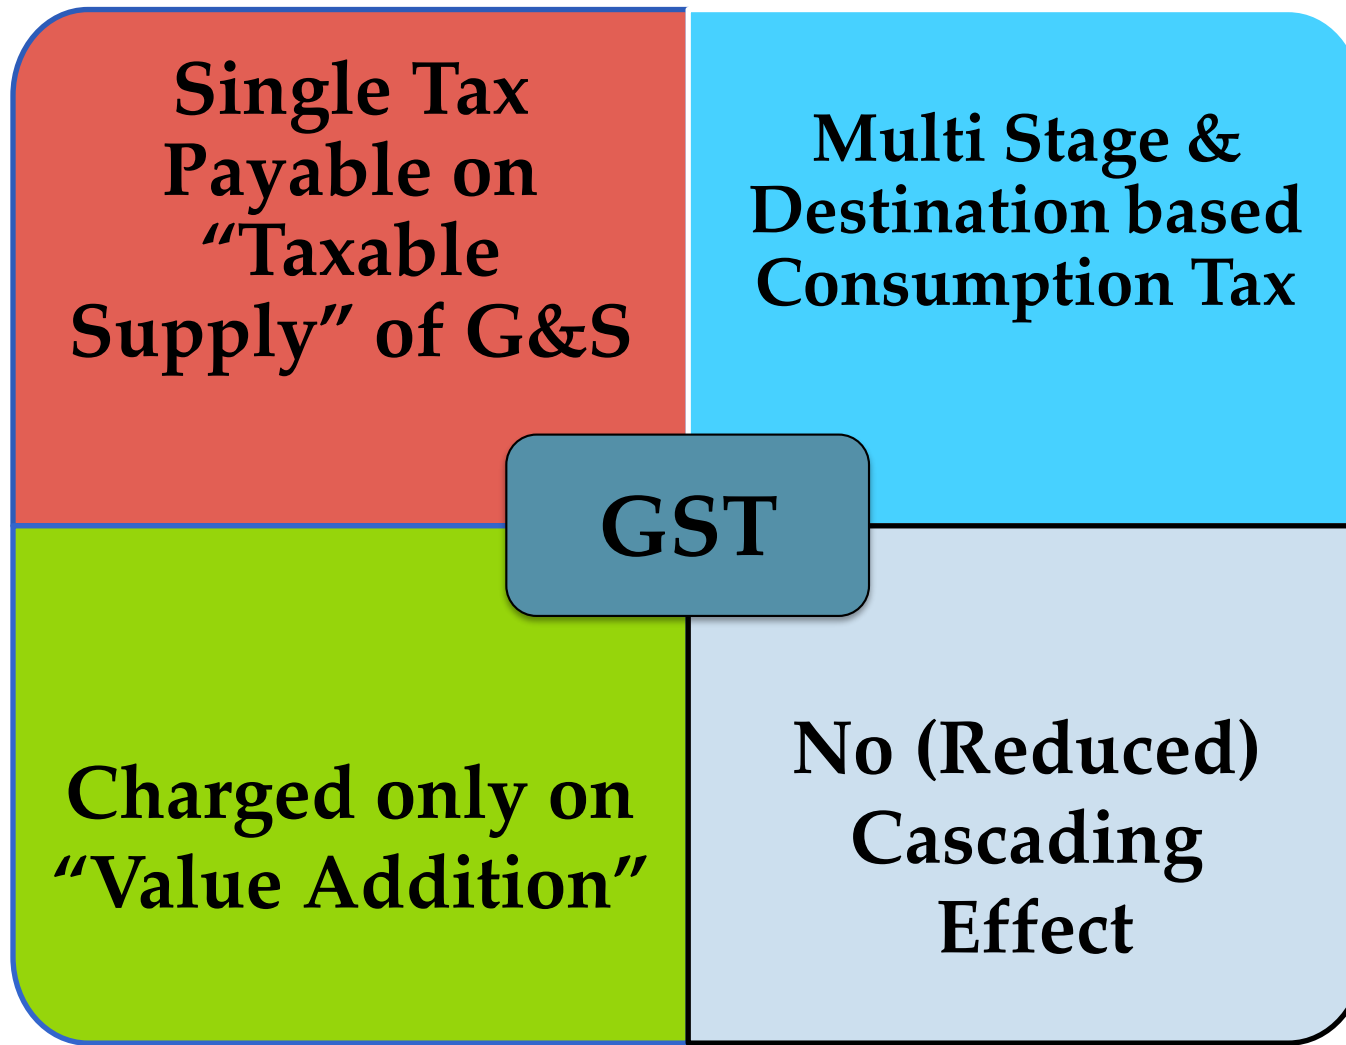 Single Tax
Payable on
“Taxable
Supply” of G&S
Multi Stage &
Destination based
Consumption Tax
GST
Charged only on
“Value Addition”
No (Reduced)
Cascading
Effect